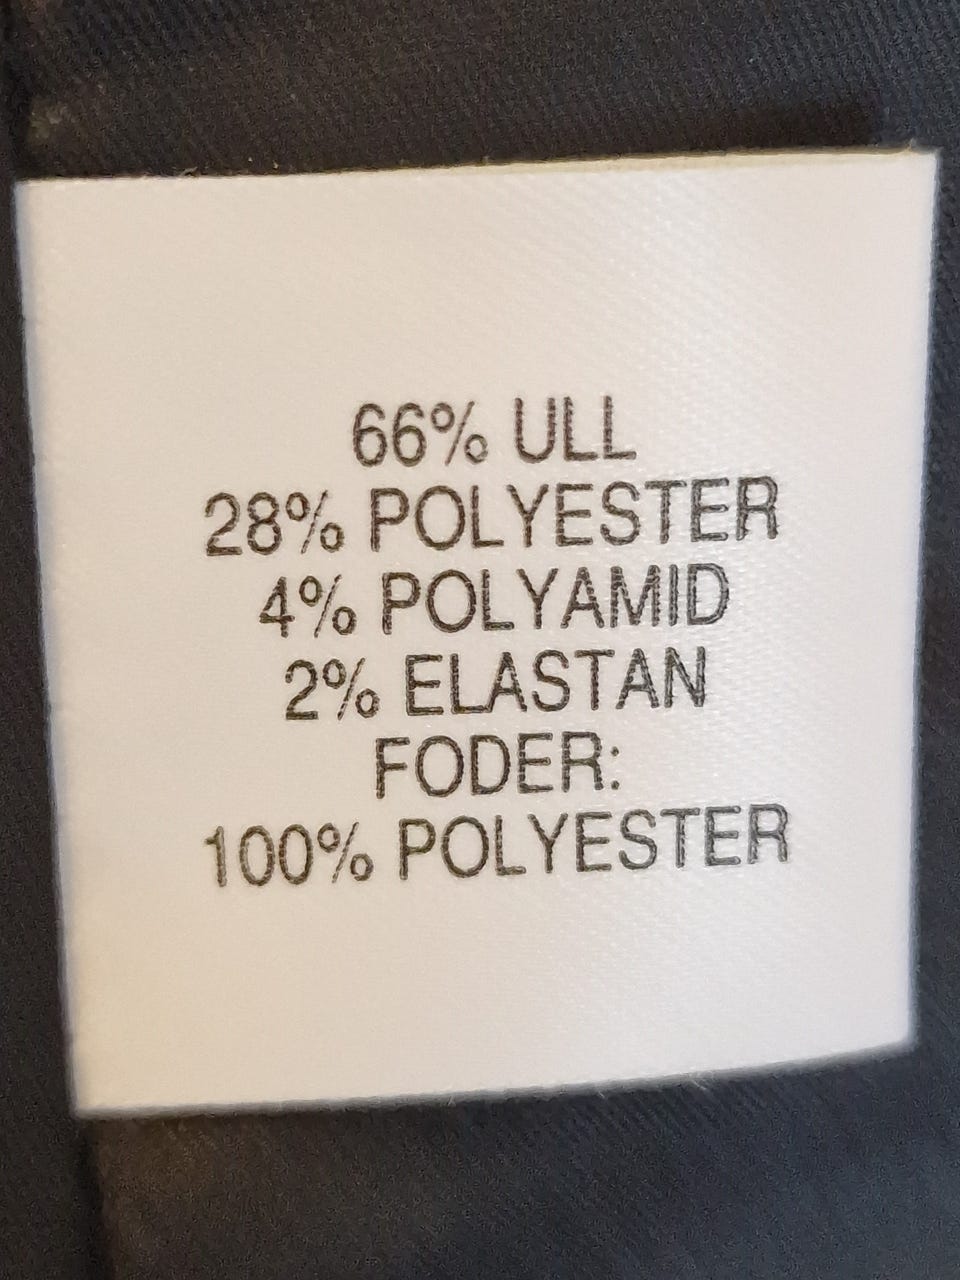 66% ULL
28% POLYESTER
4% POLYAMID
2% ELASTAN
FODER:
100% POLYESTER